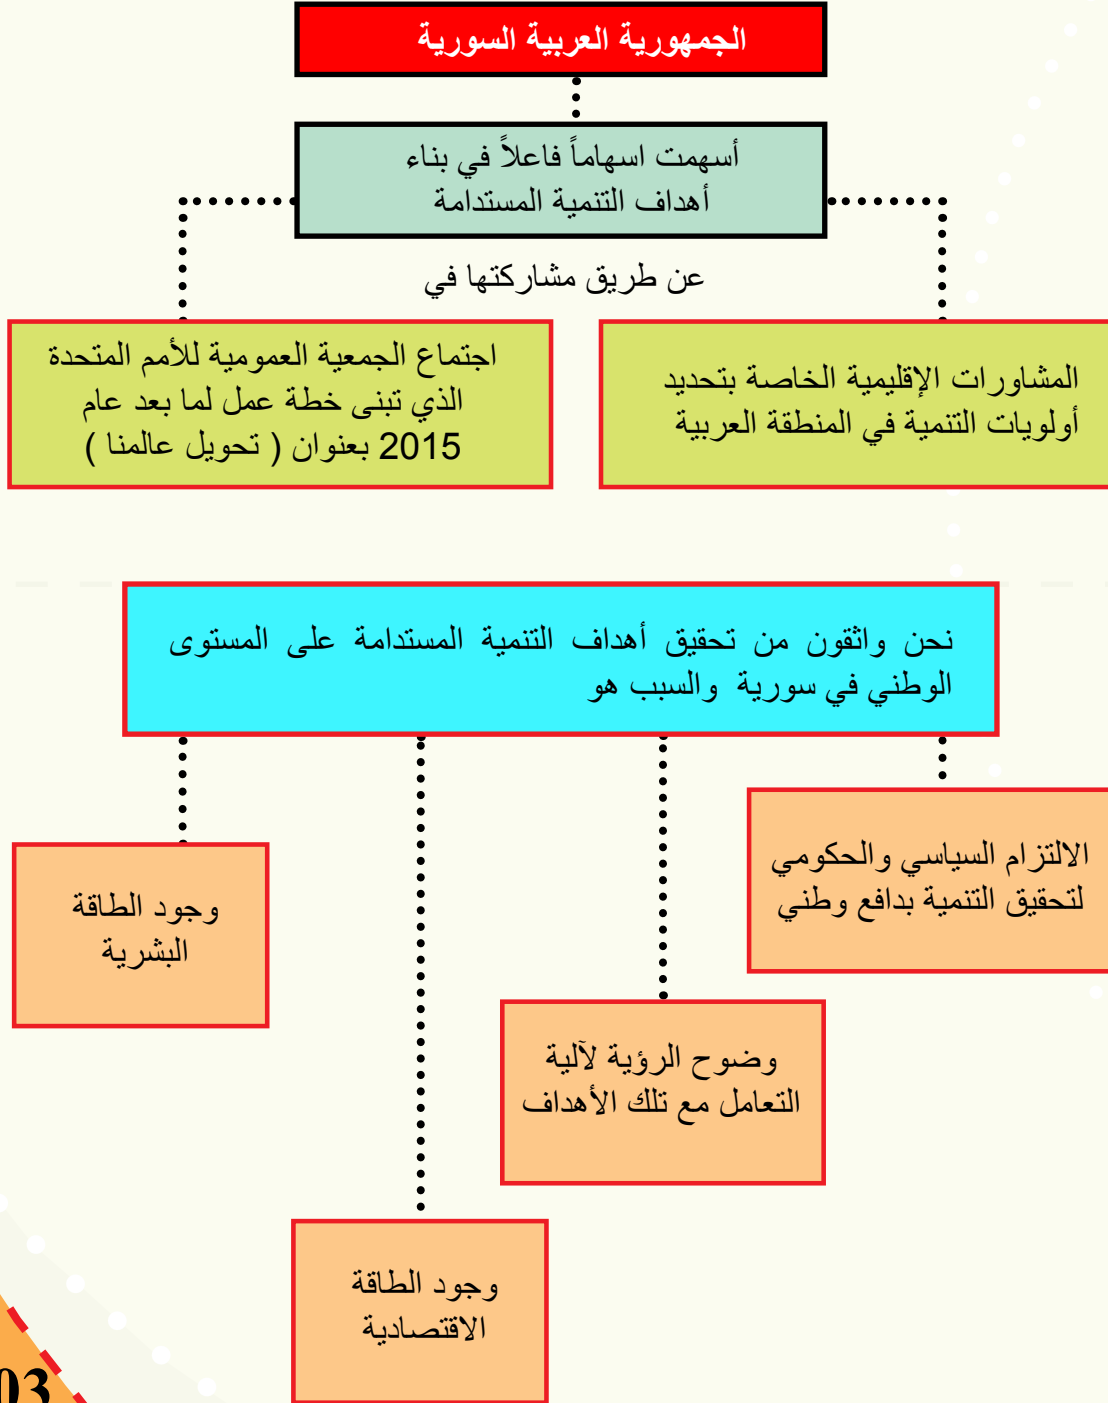 الجمهورية العربية السورية
أسهمت اسهاماً فاعلاً في بناء
أهداف التنمية المستدامة
عن طريق مشاركتها في
المشاورات الإقليمية الخاصة بتحديد
أولويات التنمية في المنطقة العربية
اجتماع الجمعية العمومية للأمم المتحدة
الذي تبنى خطة عمل لما بعد عام
2015 بعنوان ( تحويل عالمنا )
نحن واثقون من تحقيق أهداف التنمية المستدامة على المستوى
الوطني في سورية والسبب هو
الالتزام السياسي والحكومي
لتحقيق التنمية بدافع وطني
وضوح الرؤية لآلية
التعامل مع تلك الأهداف
وجود الطاقة
الاقتصادية
وجود الطاقة
البشرية
03